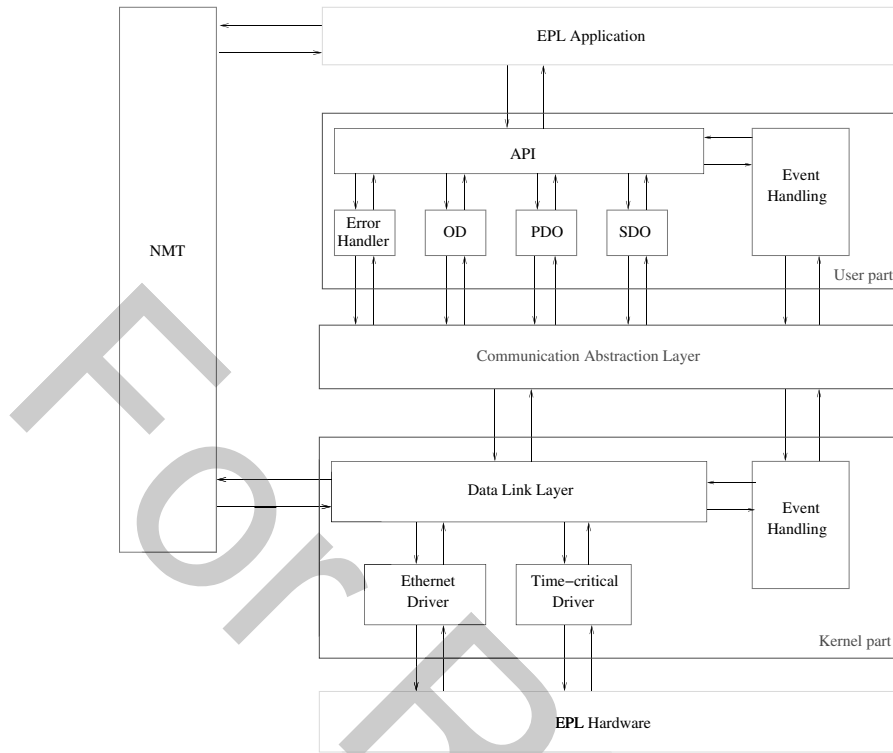 EPL Application
API
Event
Handling
Error
Handler
OD
PDO
SDO
NMT
User part
Communication Abstraction Layer
Data Link Layer
Event
Handling
Ethernet
Driver
Time-critical
Driver
Kernel part
EPL Hardware
For R